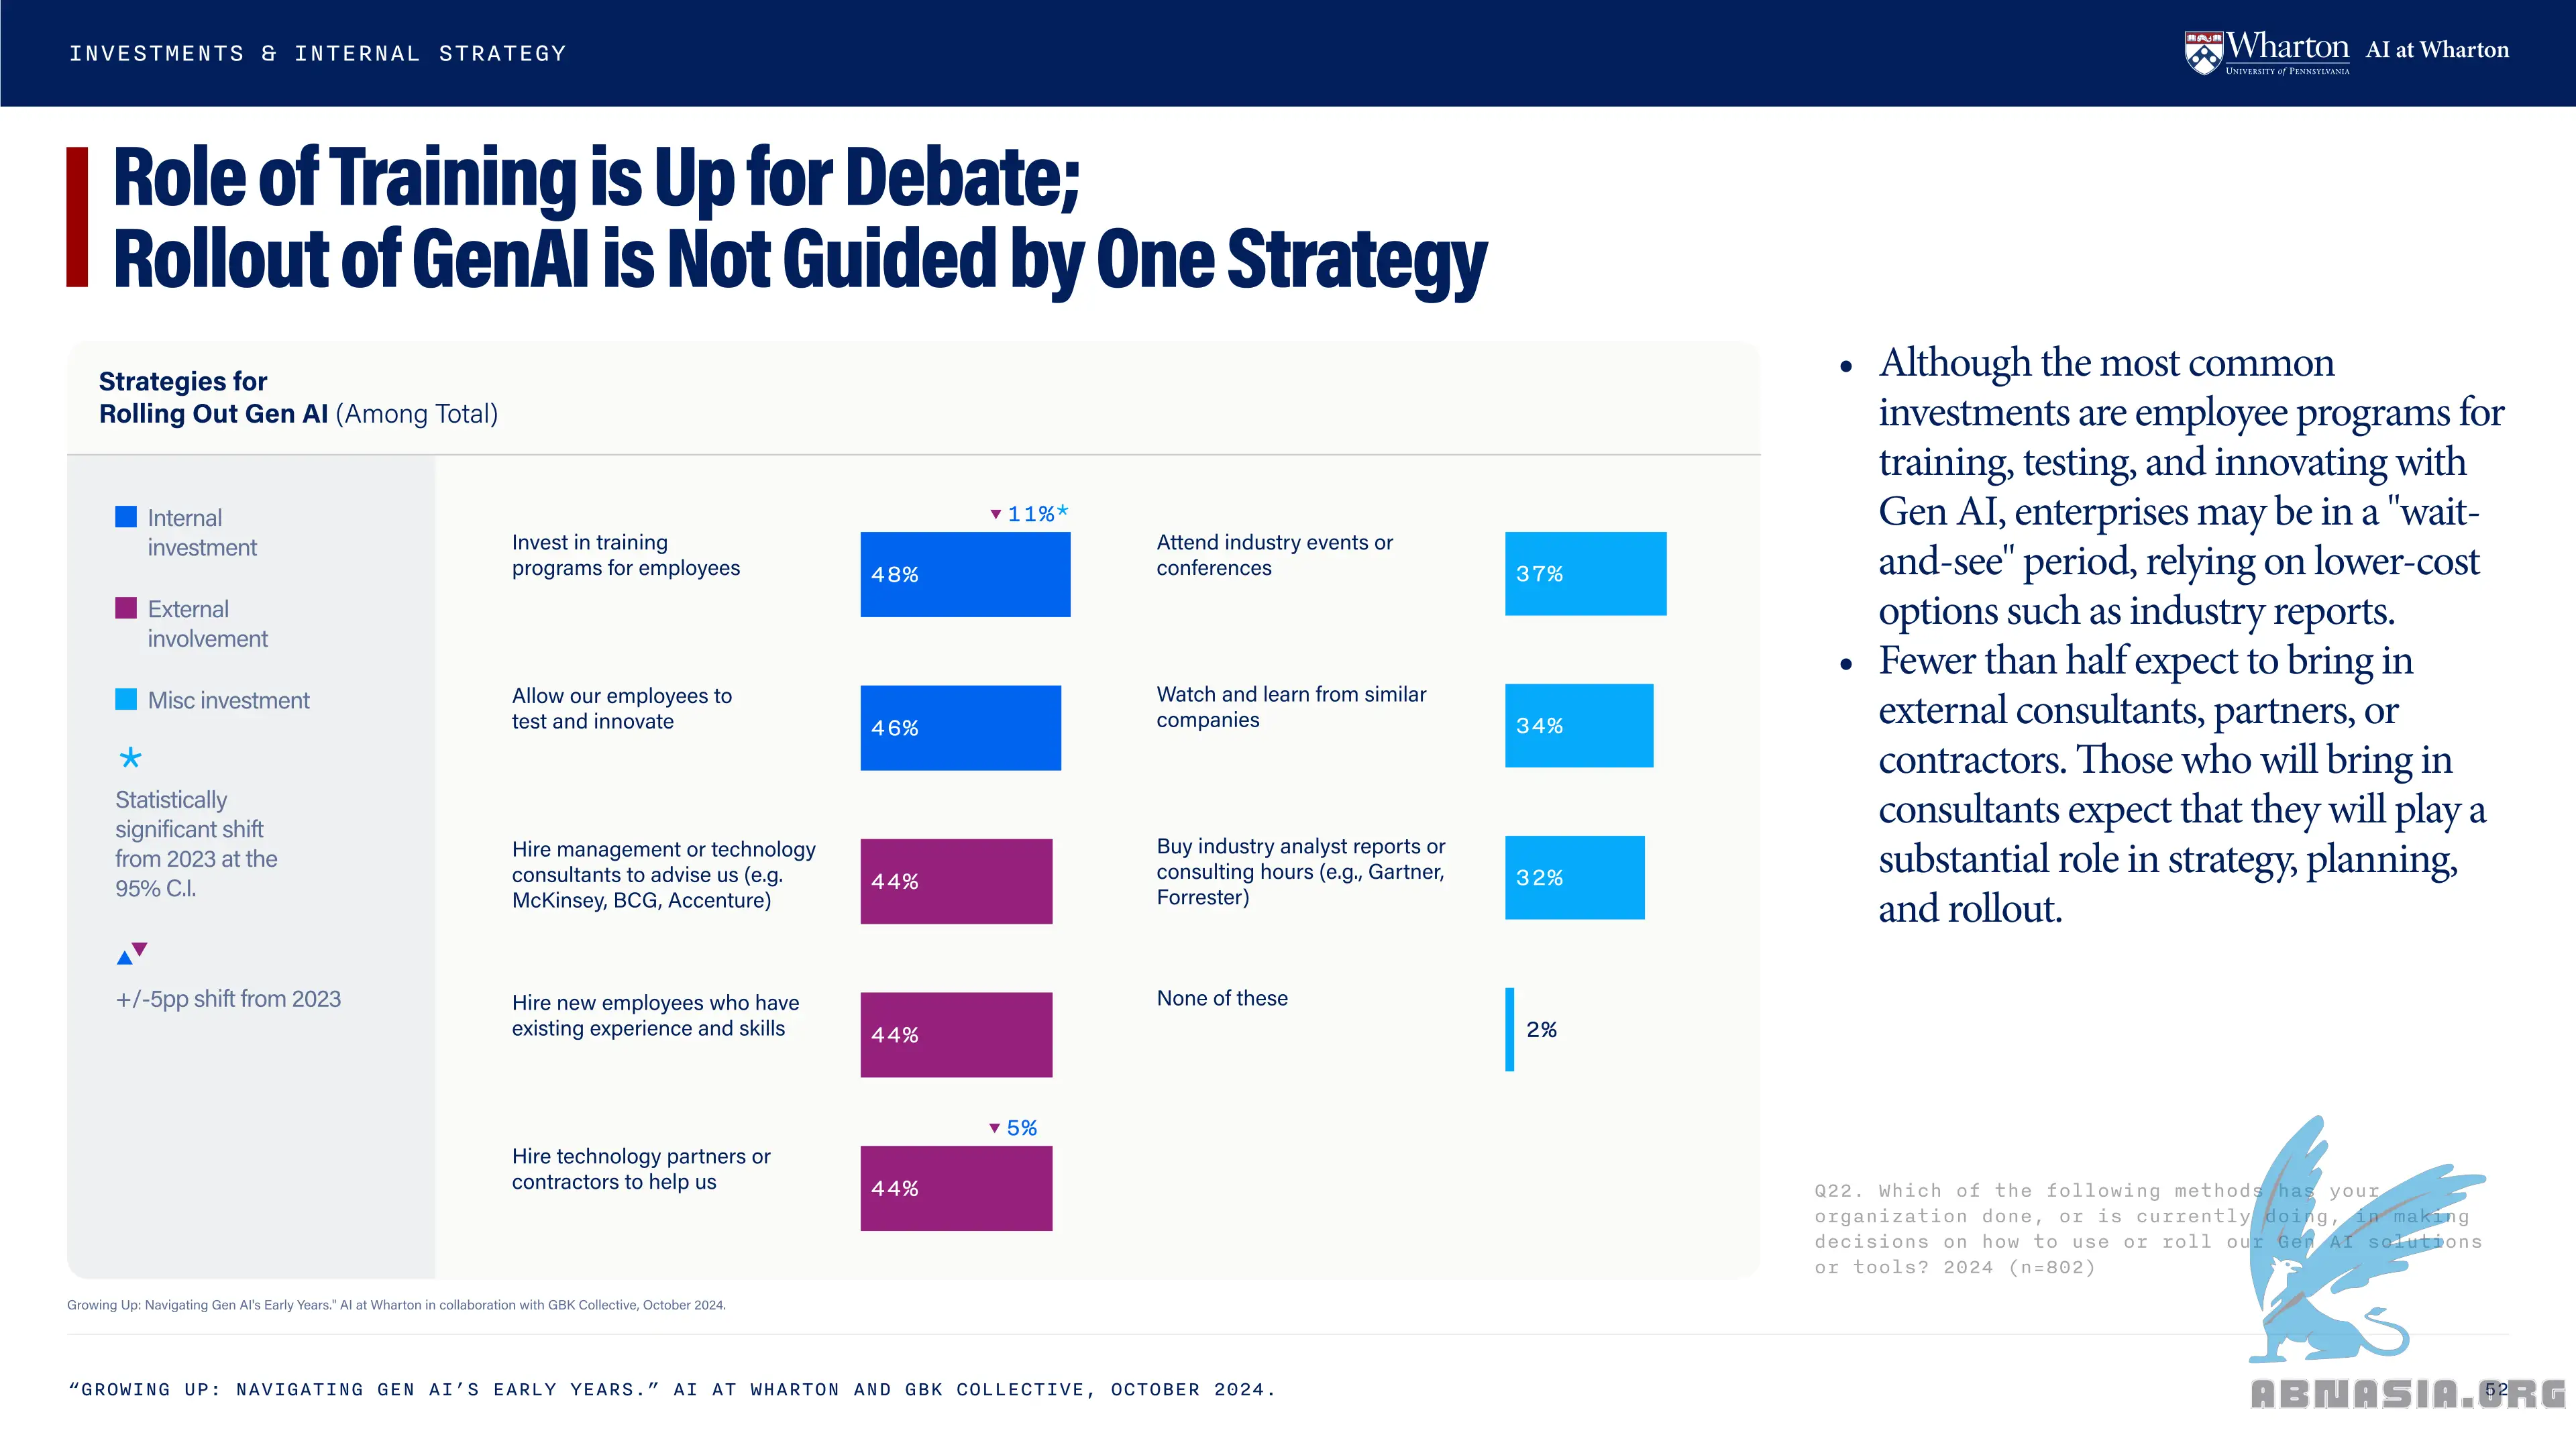 INVESTMENTS & INTERNAL STRATEGY
Wharton
UNIVERSITY of PENNSYLVANIA
AI at Wharton
Role of Training is Up for Debate;
Rollout of GenAI is Not Guided by One Strategy
Strategies for
Rolling Out Gen AI (Among Total)
Internal
investment
External
involvement
Misc investment
*
Statistically
significant shift
from 2023 at the
95% C.I.
▲▼
+/-5pp shift from 2023
▼ 11%*
Invest in training
programs for employees
48%
Allow our employees to
test and innovate
46%
Hire management or technology
consultants to advise us (e.g.
McKinsey, BCG, Accenture)
44%
Hire new employees who have
existing experience and skills
44%
▼ 5%
Hire technology partners or
contractors to help us
44%
Attend industry events or
conferences
37%
Watch and learn from similar
companies
34%
Buy industry analyst reports or
consulting hours (e.g., Gartner,
Forrester)
32%
None of these
2%
• Although the most common
investments are employee programs for
training, testing, and innovating with
Gen AI, enterprises may be in a "wait-
and-see" period, relying on lower-cost
options such as industry reports.
• Fewer than half expect to bring in
external consultants, partners, or
contractors. Those who will bring in
consultants expect that they will play a
substantial role in strategy, planning,
and rollout.
Q22. Which of the following methods has your
organization done, or is currently doing, in making
decisions on how to use or roll our Gen AI solutions
or tools? 2024 (n=802)
Growing Up: Navigating Gen AI's Early Years." AI at Wharton in collaboration with GBK Collective, October 2024.
“GROWING UP: NAVIGATING GEN AI’S EARLY YEARS.” AI AT WHARTON AND GBK COLLECTIVE, OCTOBER 2024.
52
ABNASIA.ORG